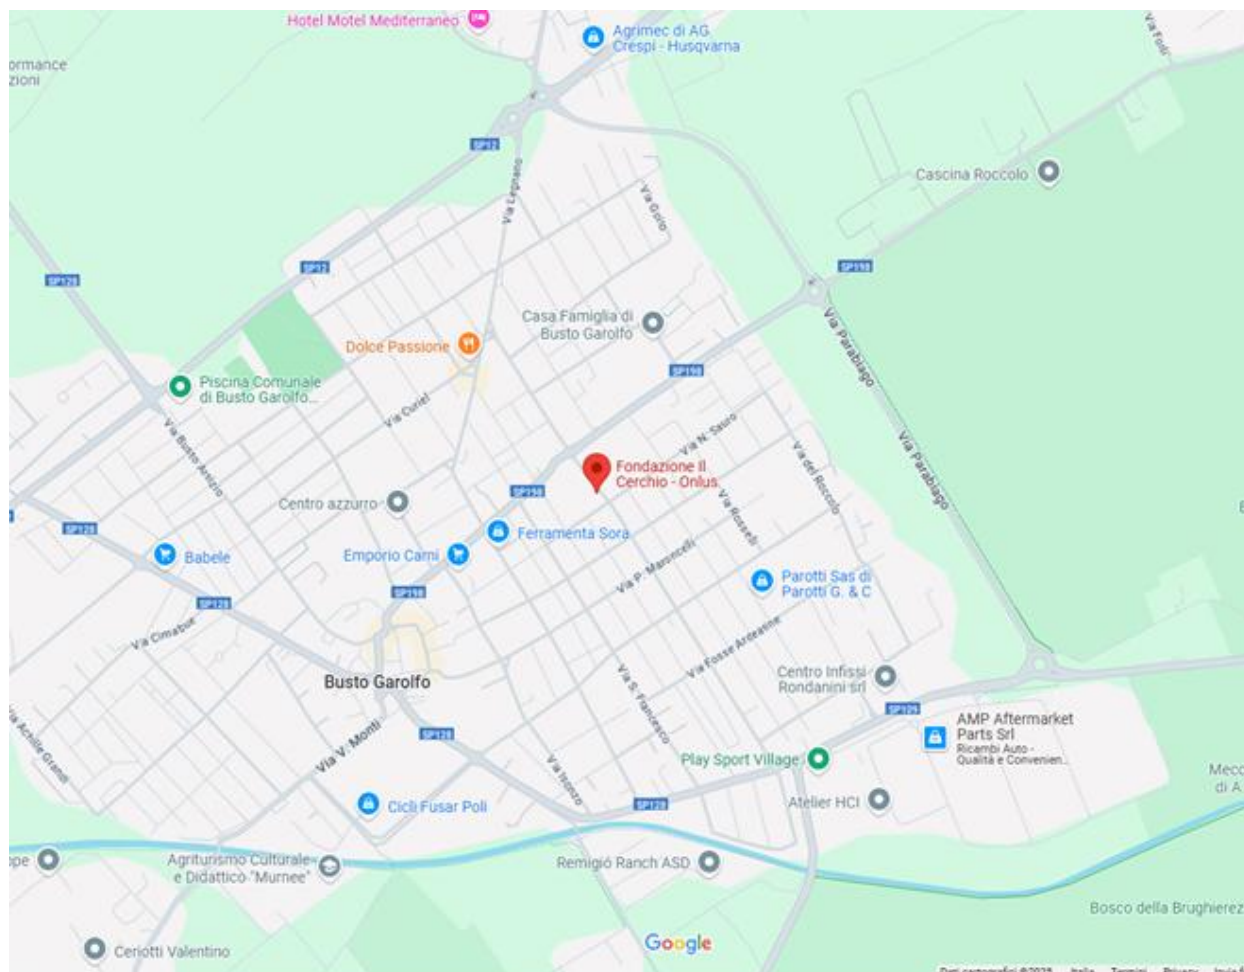 Hotel Motel Mediterraneo
Agrimec di AG
Crespi - Husqvarna
Via Foili
ormance
zioni
SP12
Via Legnano
Cascina Roccolo
Via Goito
SP12
SP198
SP128
Casa Famiglia di
Busto Garolfo
Dolce Passione
Via Parabiago
SP198
Piscina Comunale
di Busto Garolfo...
Via Curiel
Via Busto Arsizio
Via N. Sauro
Via Parabiago
Fondazione Il
Cerchio - Onlus
Via del Roccolo
SP198
Centro azzurro
Via Rosselli
SP128
Ferramenta Sora
Babele
Emporio Carni
Via P. Maroncelli
Parotti Sas di
Parotti G. & C
SP198
SP128
Via Cimabue
Via Fosse Ardeatine
Busto Garolfo
Centro Infissi
Rondanini srl
Via S. Francesco
SP109
AMP Aftermarket
Parts Srl
Ricambi Auto -
Qualità e Convenien...
Via Achille Grandi
Via V. Monti
SP128
Play Sport Village
Via Isonzo
Mecc
di A
Cicli Fusar Poli
SP128
Atelier HCI
ope
Agriturismo Culturale
e Didattico "Murnee"
Remigio Ranch ASD
Bosco della Brughierez
Google
Ceriotti Valentino